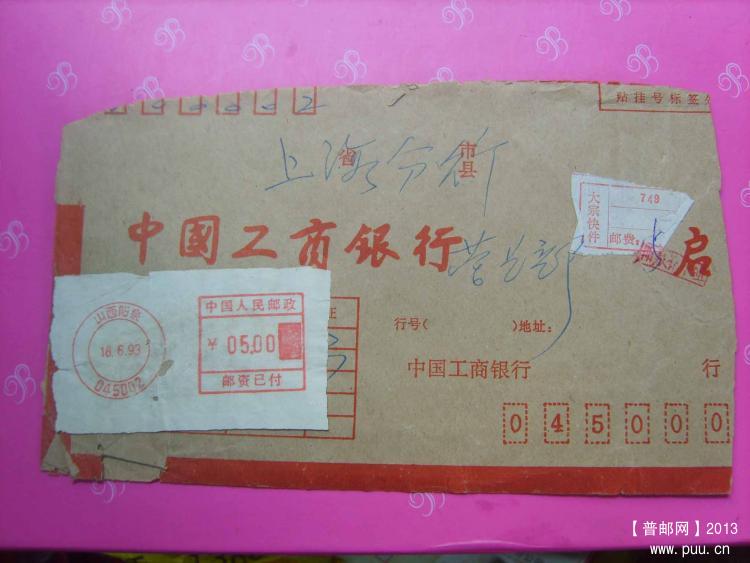 200002
贴挂号标签处
省 市县
上海分行
中国工商银行
营业部
启
大宗快件
749
邮费:5
中国人民邮政
¥ 05.00
邮资已付
山西阳泉
18.6.93
045002
证
行号( )地址:
中国工商银行 行
045000
【普邮网】2013
www.puu.cn